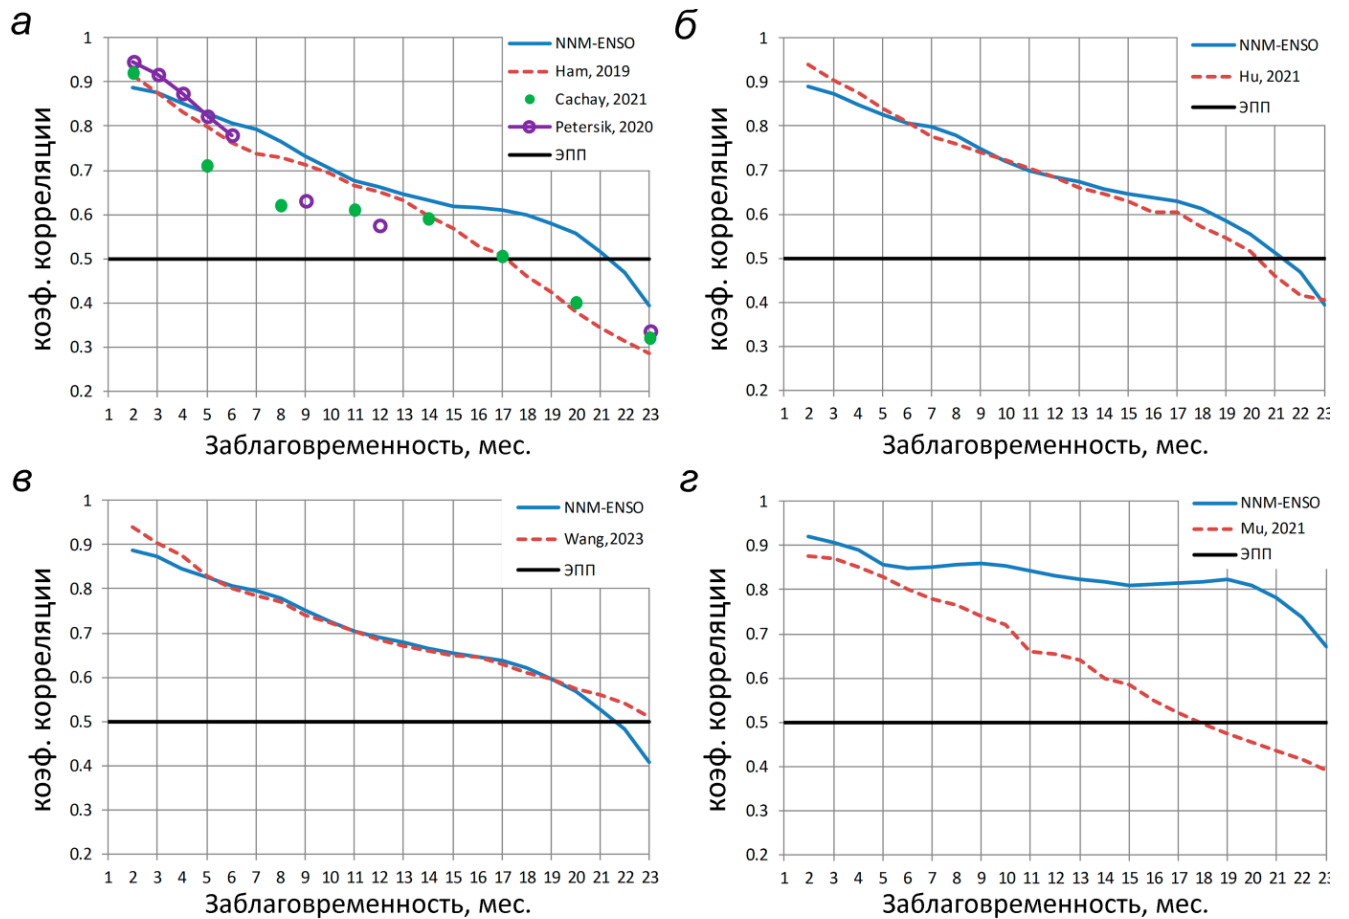 а
1
0.9
0.8
0.7
0.6
0.5
0.4
0.3
0.2
коэф. корреляции
NNM-ENSO
Ham, 2019
Cachay, 2021
Petersik, 2020
ЭПП
1 2 3 4 5 6 7 8 9 10 11 12 13 14 15 16 17 18 19 20 21 22 23
Заблаговременность, мес.
б
1
0.9
0.8
0.7
0.6
0.5
0.4
0.3
0.2
коэф. корреляции
NNM-ENSO
Hu, 2021
ЭПП
1 2 3 4 5 6 7 8 9 10 11 12 13 14 15 16 17 18 19 20 21 22 23
Заблаговременность, мес.
в
1
0.9
0.8
0.7
0.6
0.5
0.4
0.3
0.2
коэф. корреляции
NNM-ENSO
Wang,2023
ЭПП
1 2 3 4 5 6 7 8 9 10 11 12 13 14 15 16 17 18 19 20 21 22 23
Заблаговременность, мес.
г
1
0.9
0.8
0.7
0.6
0.5
0.4
0.3
0.2
коэф. корреляции
NNM-ENSO
Mu, 2021
ЭПП
1 2 3 4 5 6 7 8 9 10 11 12 13 14 15 16 17 18 19 20 21 22 23
Заблаговременность, мес.